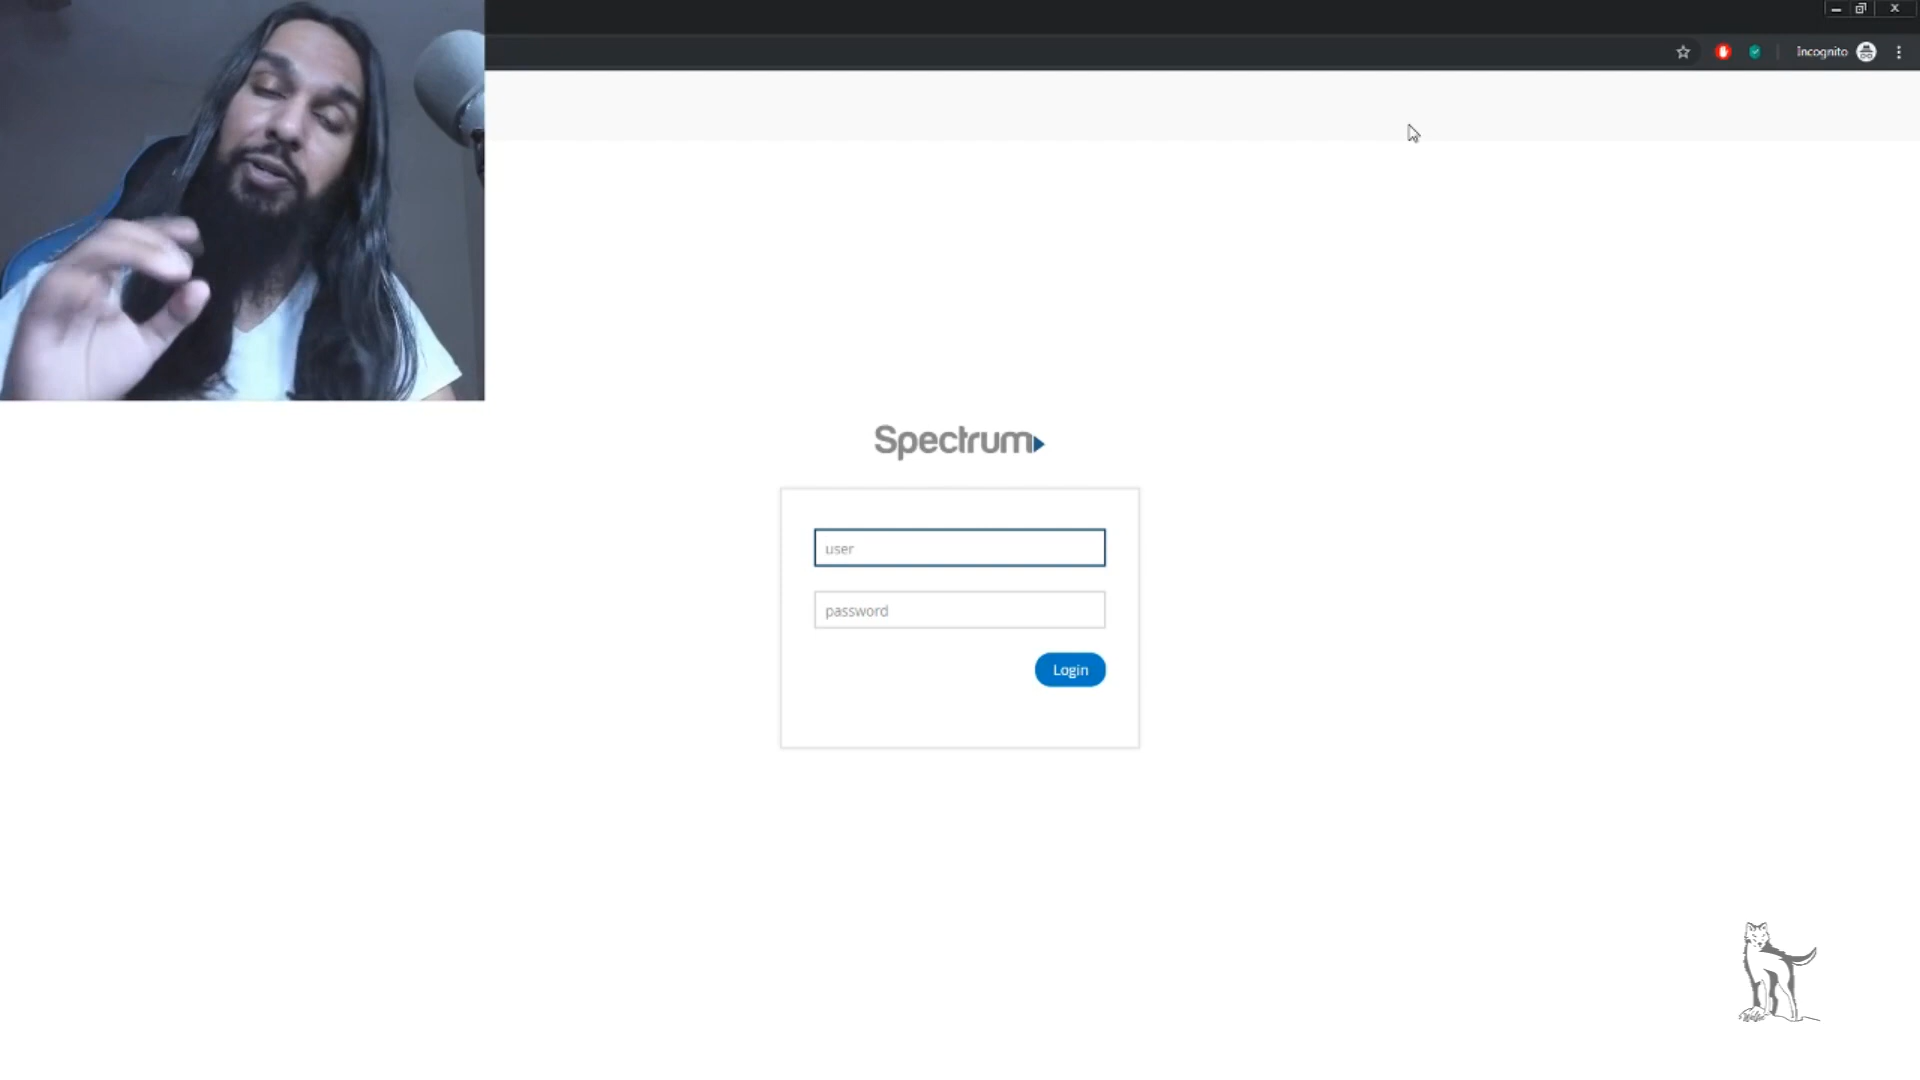 Incognito
Spectrum
user
password
Login